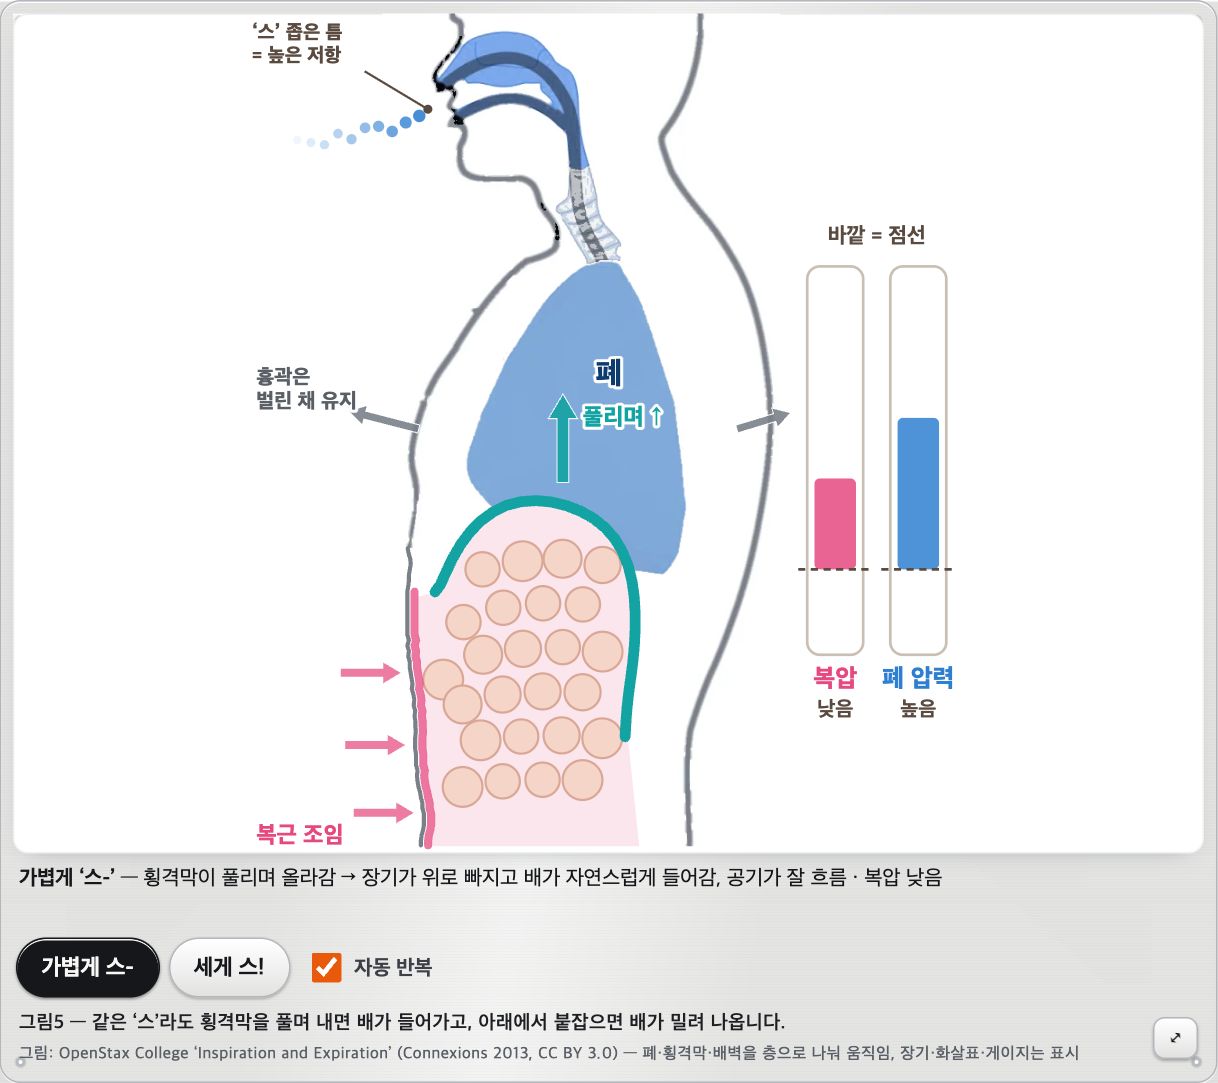 ‘스’ 좁은 틈
= 높은 저항
바깥 = 점선
폐
풀리며 ↑
흉곽은
벌린 채 유지
복압
낮음
폐 압력
높음
복근 조임
가볍게 ‘스-’ — 횡격막이 풀리며 올라감 → 장기가 위로 빠지고 배가 자연스럽게 들어감, 공기가 잘 흐름 · 복압 낮음
가볍게 스-
세게 스!
자동 반복
그림5 — 같은 ‘스’라도 횡격막을 풀며 내면 배가 들어가고, 아래에서 붙잡으면 배가 밀려 나옵니다.
그림: OpenStax College ‘Inspiration and Expiration’ (Connexions 2013, CC BY 3.0) — 폐·횡격막·배벽을 층으로 나눠 움직임, 장기·화살표·게이지는 표시